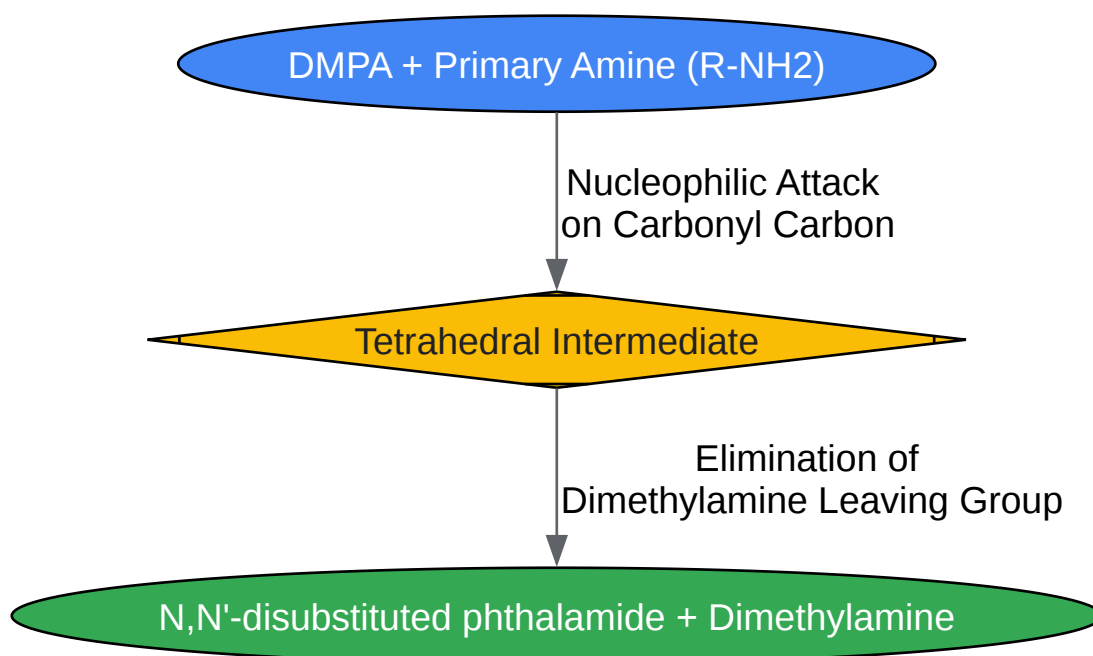 DMPA + Primary Amine (R-NH2)
Nucleophilic Attack
on Carbonyl Carbon
Tetrahedral Intermediate
Elimination of
Dimethylamine Leaving Group
N,N'-disubstituted phthalamide + Dimethylamine